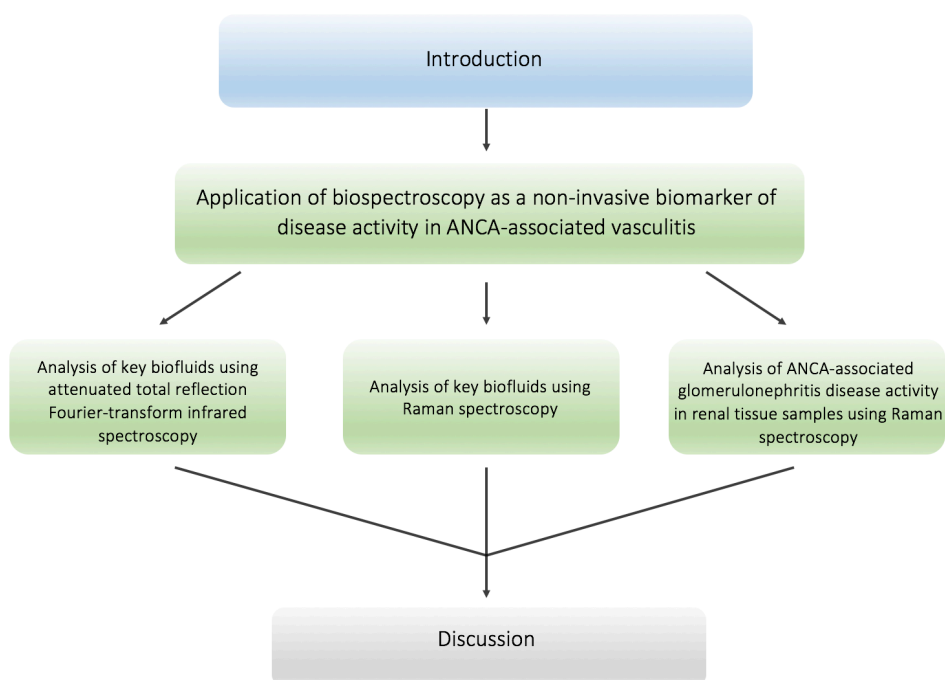 Introduction
Application of biospectroscopy as a non-invasive biomarker of
disease activity in ANCA-associated vasculitis
Analysis of key biofluids using
attenuated total reflection
Fourier-transform infrared
spectroscopy
Analysis of key biofluids using
Raman spectroscopy
Analysis of ANCA-associated
glomerulonephritis disease activity
in renal tissue samples using Raman
spectroscopy
Discussion